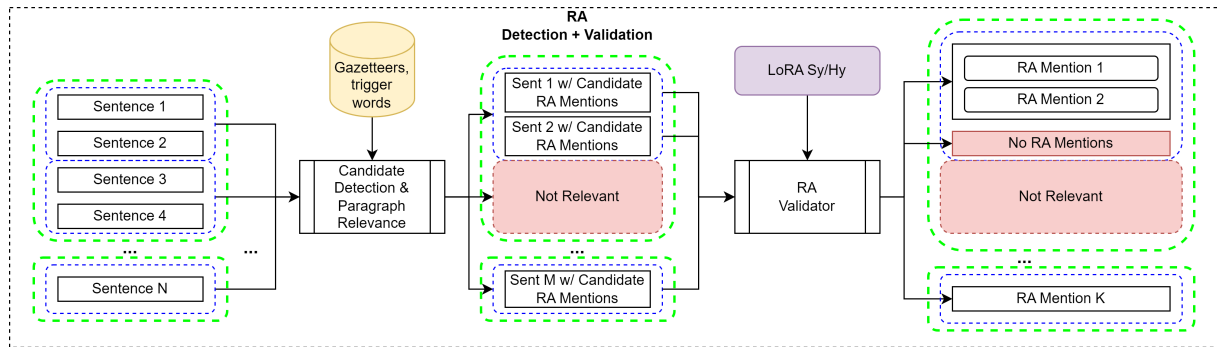 RA
Detection + Validation
Sentence 1
Sentence 2
Sentence 3
Sentence 4
...
Sentence N
...
Gazetteers,
trigger
words
Candidate
Detection &
Paragraph
Relevance
Sent 1 w/ Candidate
RA Mentions
Sent 2 w/ Candidate
RA Mentions
Not Relevant
...
Sent M w/ Candidate
RA Mentions
LoRA Sy/Hy
RA
Validator
RA Mention 1
RA Mention 2
No RA Mentions
Not Relevant
...
RA Mention K